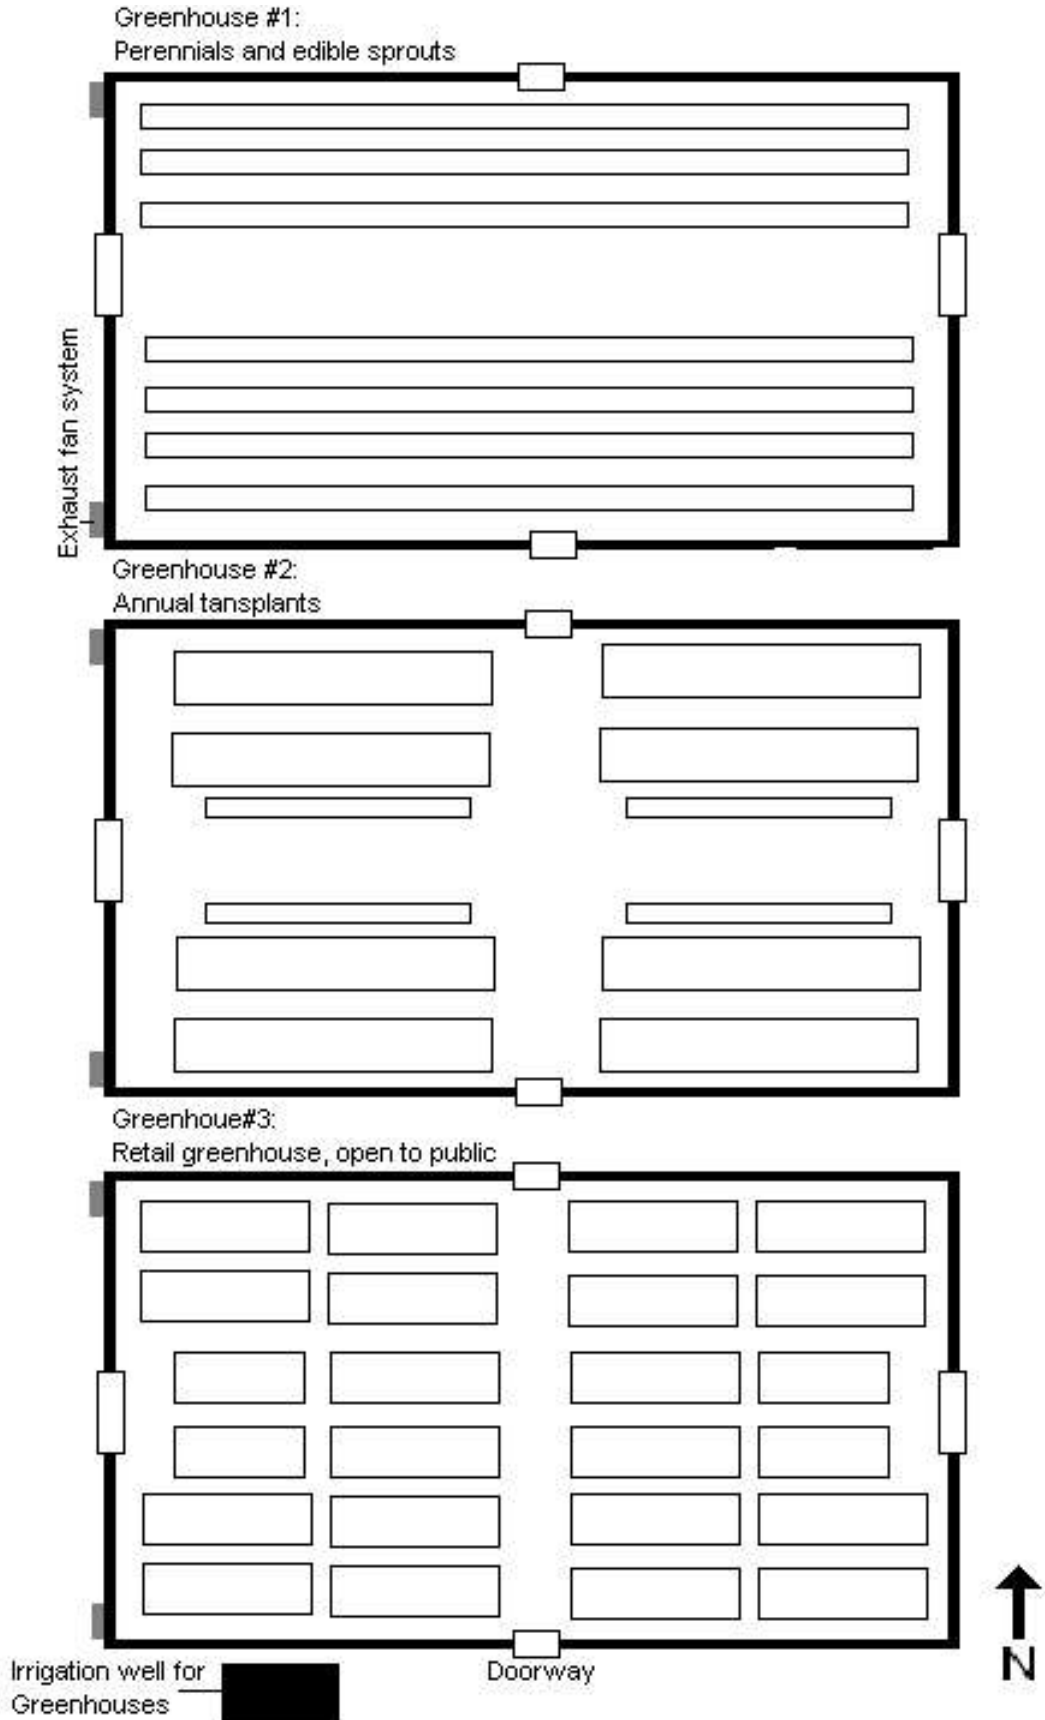 Greenhouse #1:
Perennials and edible sprouts
Exhaust fan system
Greenhouse #2:
Annual tansplants
Greenhoue#3:
Retail greenhouse, open to public
Irrigation well for
Greenhouses
Doorway
N